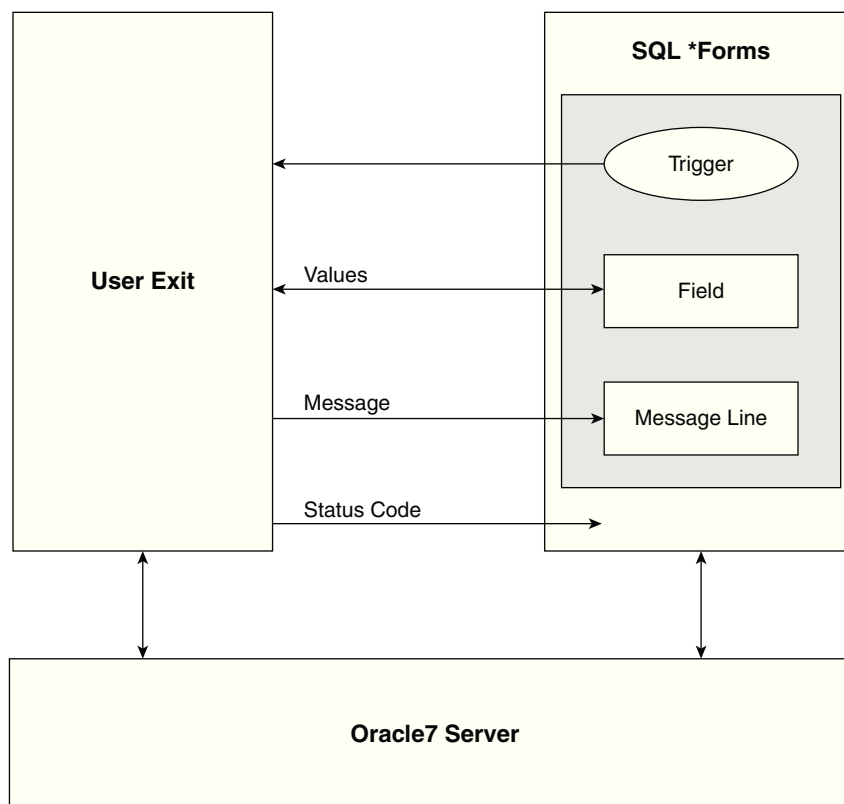 SQL *Forms
Trigger
User Exit
Values
Field
Message
Message Line
Status Code
Oracle7 Server